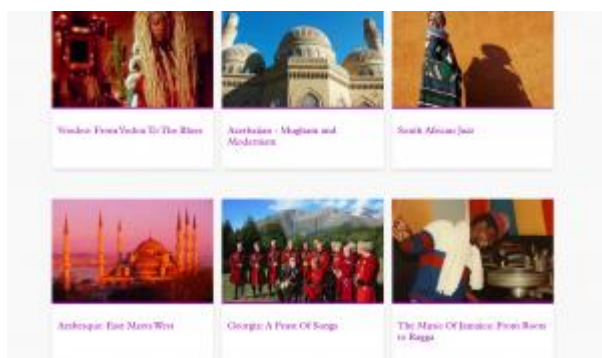 Voodoo: From Vodou To The Blues
Azerbaijan - Mugham and
Modernism
South African Jazz
Arabesque: East Meets West
Georgia: A Feast Of Songs
The Music Of Jamaica: From Roots
to Ragga